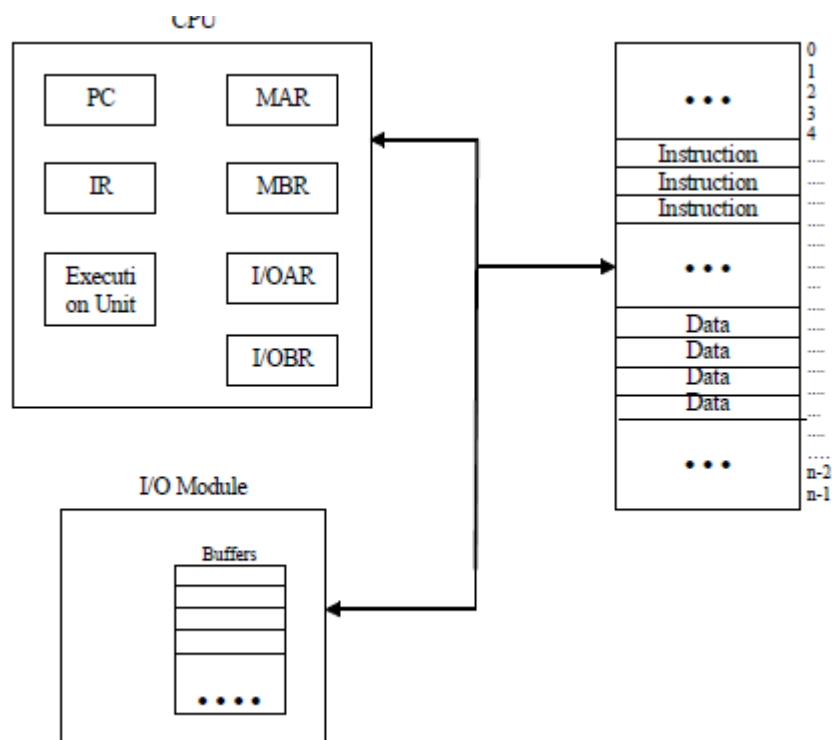 CPU
PC
MAR
IR
MBR
Executi
on Unit
I/OAR
I/OBR
I/O Module
Buffers
. . . .
. . .
Instruction
Instruction
Instruction
. . .
Data
Data
Data
Data
. . .
0
1
2
3
4
....
....
....
....
....
....
...
....
....
....
....
...
....
....
n-2
n-1